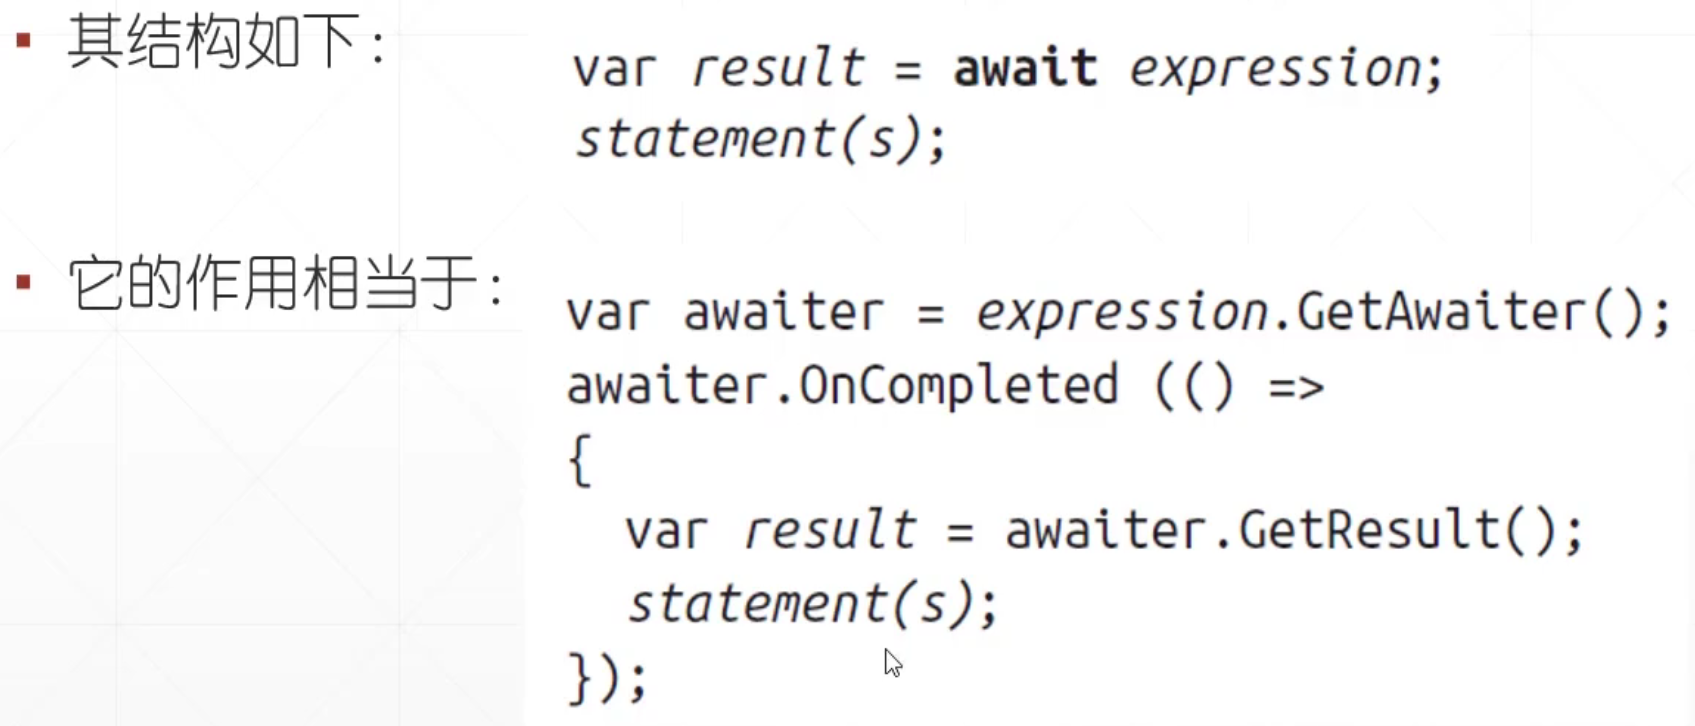 其结构如下：
var result = await expression;
statement(s);
它的作用相当于：
var awaiter = expression.GetAwaiter();
awaiter.OnCompleted (() =>
{
var result = awaiter.GetResult();
statement(s);
});